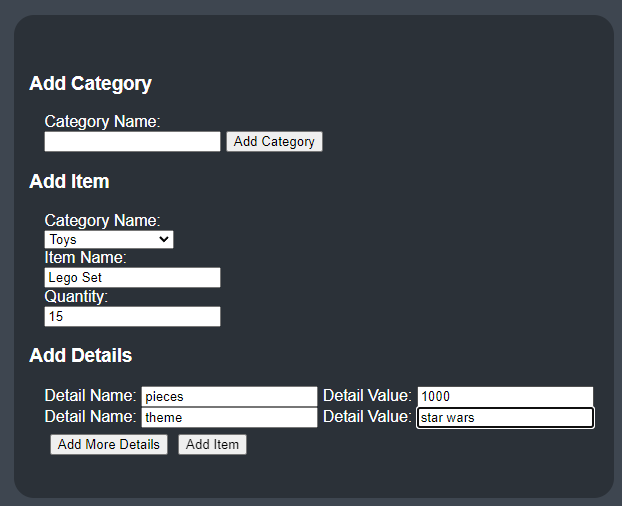 Add Category
Category Name:
Add Category
Add Item
Category Name:
Toys
Item Name:
Lego Set
Quantity:
15
Add Details
Detail Name: pieces Detail Value: 1000
Detail Name: theme Detail Value: star wars
Add More Details Add Item